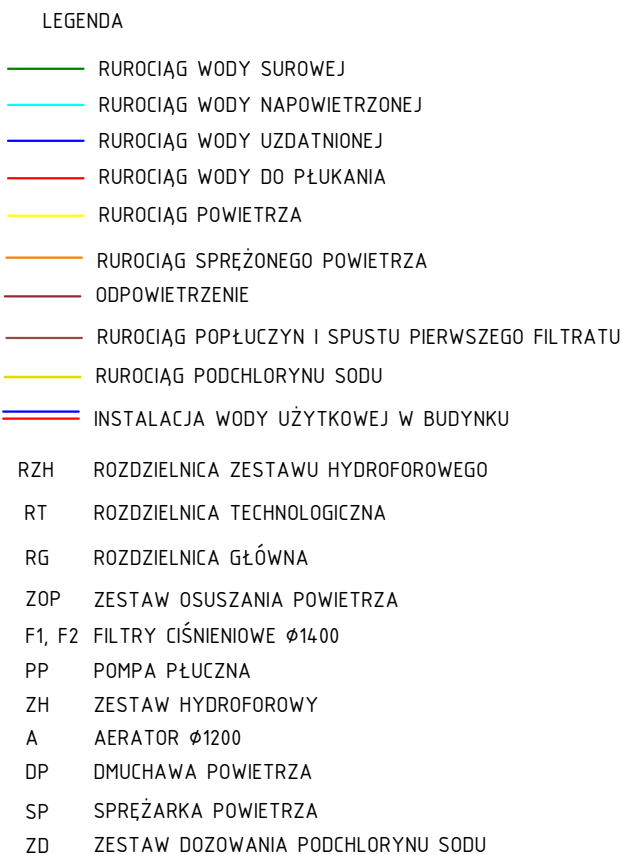 LEGENDA
RUROCIĄG WODY SUROWEJ
RUROCIĄG WODY NAPOWIETRZONEJ
RUROCIĄG WODY UZDATNIONEJ
RUROCIĄG WODY DO PŁUKANIA
RUROCIĄG POWIETRZA
RUROCIĄG SPRĘŻONEGO POWIETRZA
ODPOWIETRZENIE
RUROCIĄG POPŁUCZYN I SPUSTU PIERWSZEGO FILTRATU
RUROCIĄG PODCHLORYNU SODU
INSTALACJA WODY UŻYTKOWEJ W BUDYNKU
RZH ROZDZIELNICA ZESTAWU HYDROFOROWEGO
RT ROZDZIELNICA TECHNOLOGICZNA
RG ROZDZIELNICA GŁÓWNA
ZOP ZESTAW OSUSZANIA POWIETRZA
F1, F2 FILTRY CIŚNIENIOWE Ø1400
PP POMPA PŁUCZNA
ZH ZESTAW HYDROFOROWY
A AERATOR Ø1200
DP DMUCHAWA POWIETRZA
SP SPRĘŻARKA POWIETRZA
ZD ZESTAW DOZOWANIA PODCHLORYNU SODU